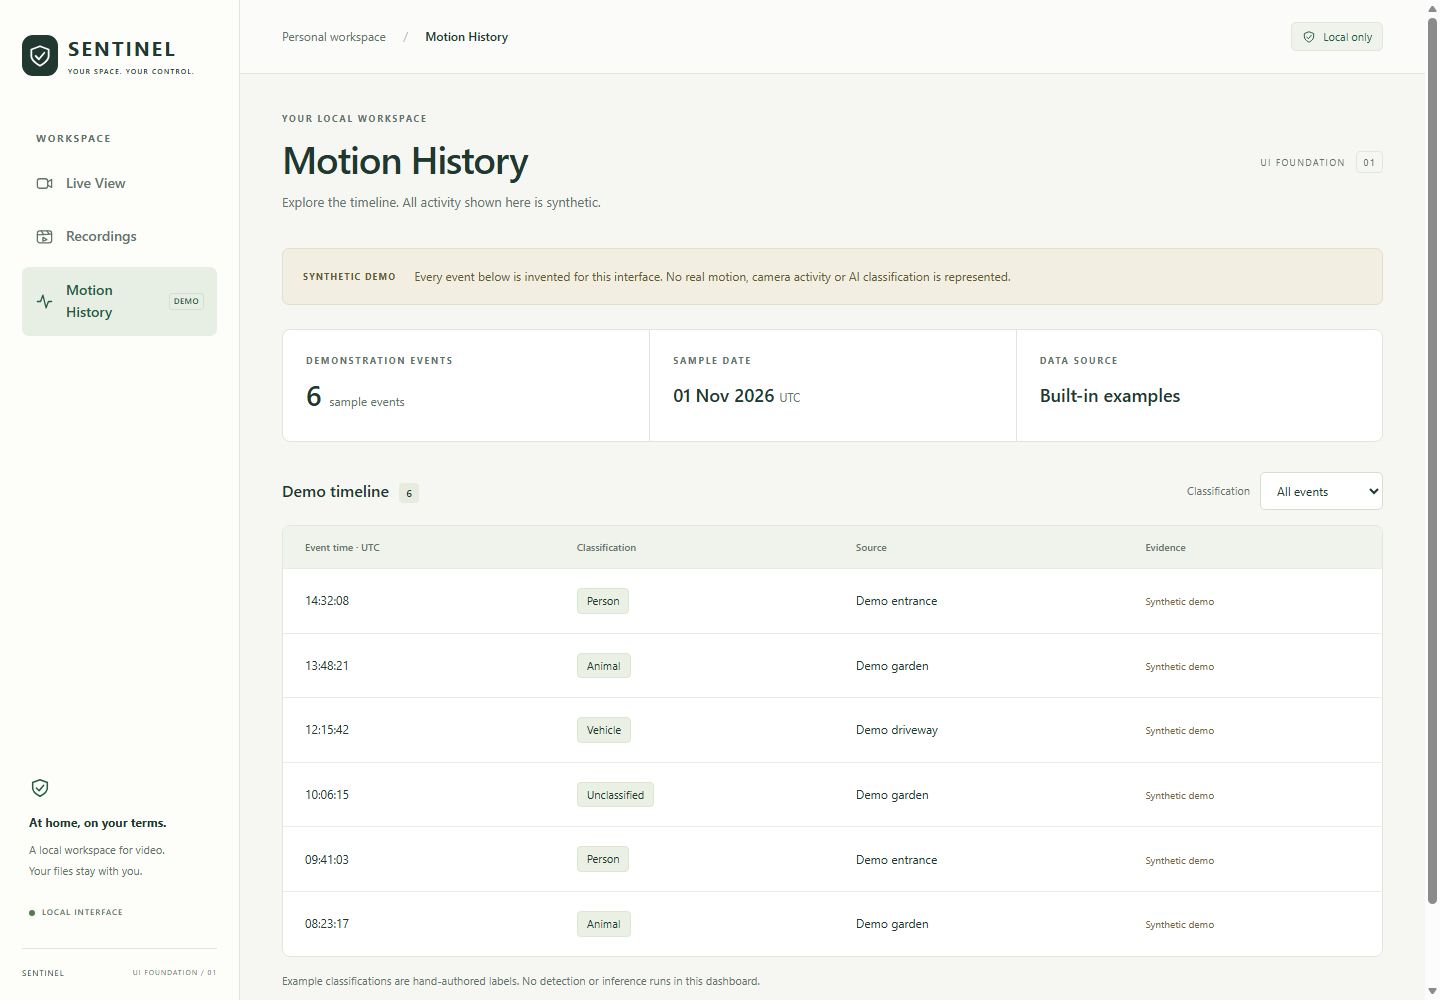 SENTINEL
YOUR SPACE. YOUR CONTROL.
WORKSPACE
Live View
Recordings
Motion
History
DEMO
At home, on your terms.
A local workspace for video.
Your files stay with you.
LOCAL INTERFACE
SENTINEL
UI FOUNDATION / 01
Personal workspace / Motion History
Local only
YOUR LOCAL WORKSPACE
Motion History
UI FOUNDATION 01
Explore the timeline. All activity shown here is synthetic.
SYNTHETIC DEMO Every event below is invented for this interface. No real motion, camera activity or AI classification is represented.
DEMONSTRATION EVENTS
6 sample events
SAMPLE DATE
01 Nov 2026 UTC
DATA SOURCE
Built-in examples
Demo timeline 6
Classification All events
Event time · UTC Classification Source Evidence
14:32:08 Person Demo entrance Synthetic demo
13:48:21 Animal Demo garden Synthetic demo
12:15:42 Vehicle Demo driveway Synthetic demo
10:06:15 Unclassified Demo garden Synthetic demo
09:41:03 Person Demo entrance Synthetic demo
08:23:17 Animal Demo garden Synthetic demo
Example classifications are hand-authored labels. No detection or inference runs in this dashboard.